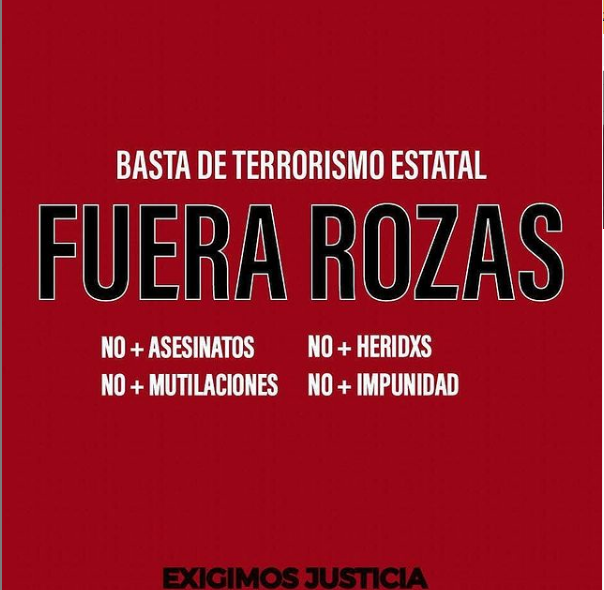 BASTA DE TERRORISMO ESTATAL
FUERA ROZAS
NO + ASESINATOS NO + HERIDXS
NO + MUTILACIONES NO + IMPUNIDAD
EXIGIMOS JUSTICIA